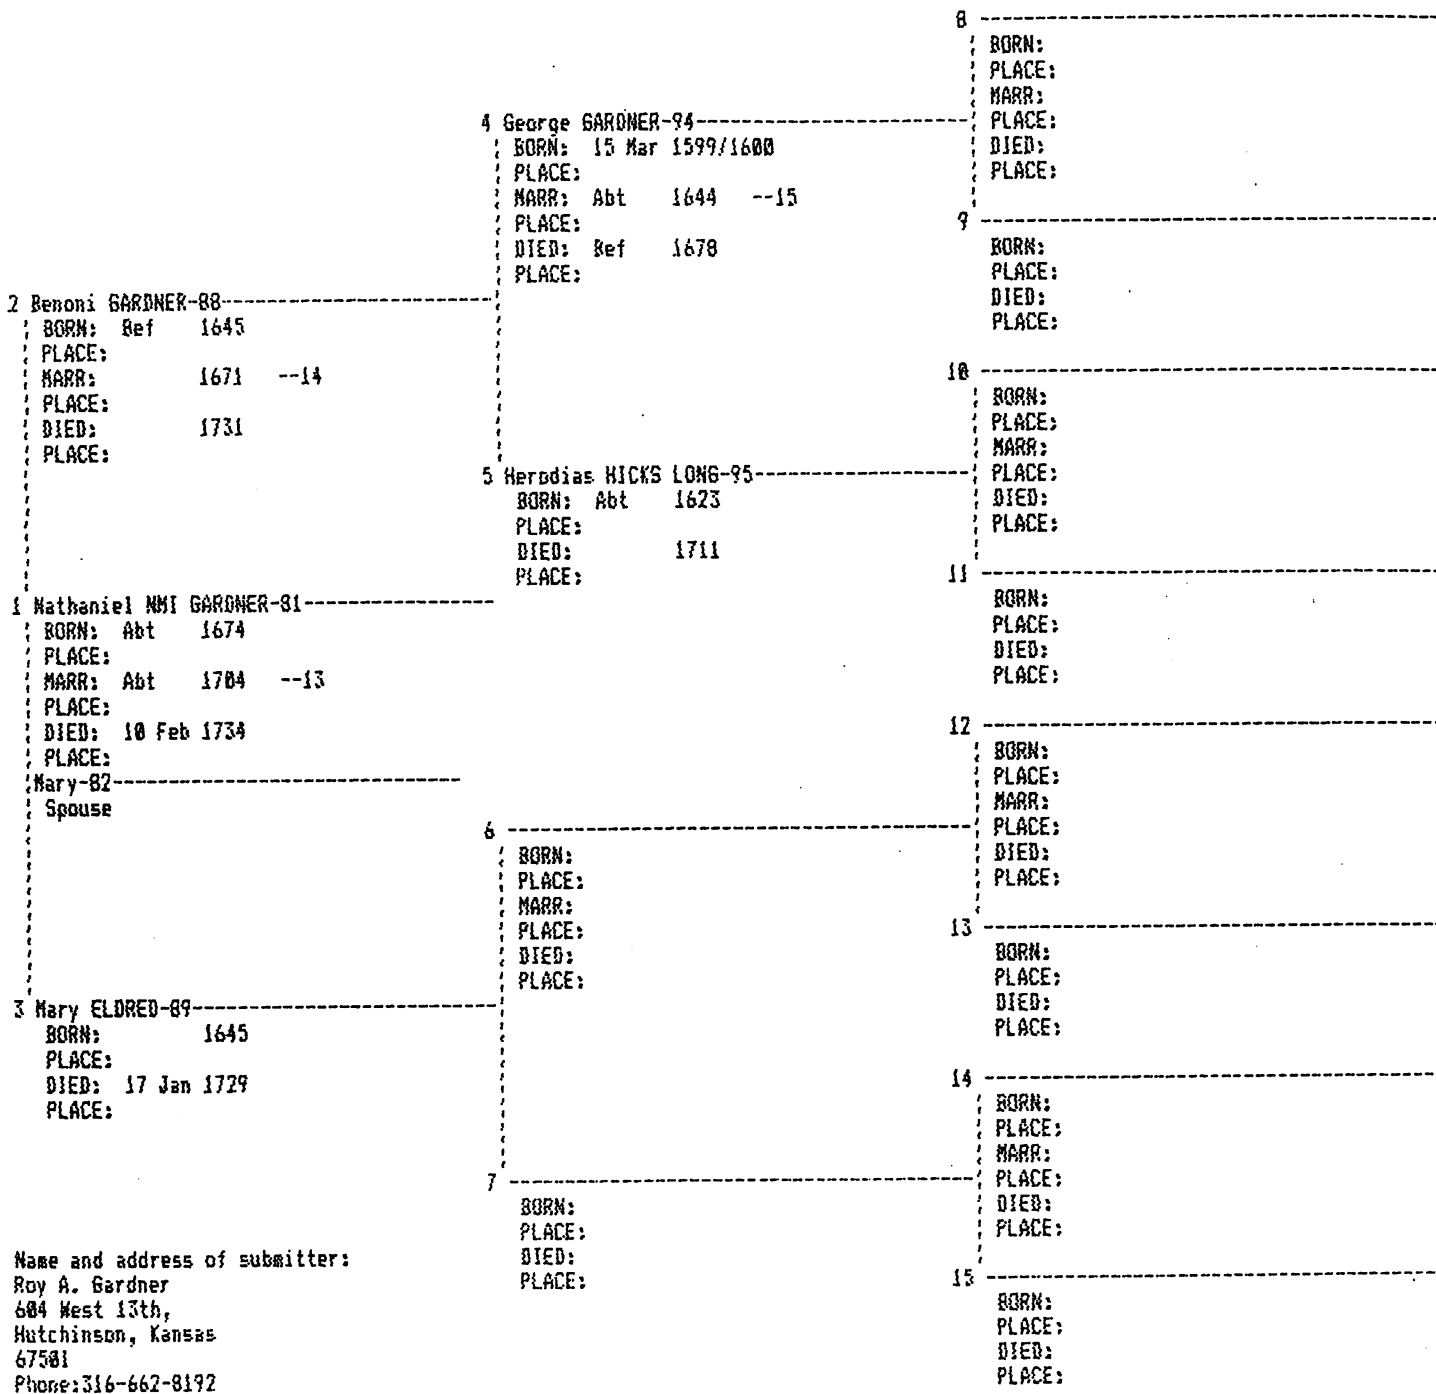 8
BORN:
PLACE:
MARR:
4 George GARDNER-94
PLACE:
BORN: 15 Mar 1599/1600
DIED:
PLACE:
PLACE:
MARR: Abt 1644 --15
PLACE:
9
DIED: Bef 1678
BORN:
PLACE:
PLACE:
DIED:
2 Benoni GARDNER-88
PLACE:
BORN: Bef 1645
PLACE:
MARR: 1671 --14
10
PLACE:
BORN:
DIED: 1731
PLACE:
PLACE:
MARR:
5 Herodias HICKS LONG-95
PLACE:
BORN: Abt 1623
DIED:
PLACE:
PLACE:
DIED: 1711
PLACE:
11
1 Nathaniel NMI GARDNER-81
BORN:
BORN: Abt 1674
PLACE:
PLACE:
DIED:
MARR: Abt 1704 --13
PLACE:
PLACE:
DIED: 10 Feb 1734
12
PLACE:
BORN:
Mary-82
PLACE:
Spouse
MARR:
6
PLACE:
BORN:
DIED:
PLACE:
PLACE:
MARR:
PLACE:
13
DIED:
BORN:
PLACE:
PLACE:
3 Mary ELDRED-89
DIED:
BORN: 1645
PLACE:
PLACE:
DIED: 17 Jan 1729
14
PLACE:
BORN:
PLACE:
MARR:
7
PLACE:
BORN:
DIED:
PLACE:
PLACE:
DIED:
PLACE:
15
BORN:
PLACE:
DIED:
PLACE:
Name and address of submitter:
Roy A. Gardner
604 West 13th,
Hutchinson, Kansas
67501
Phone:316-662-8192